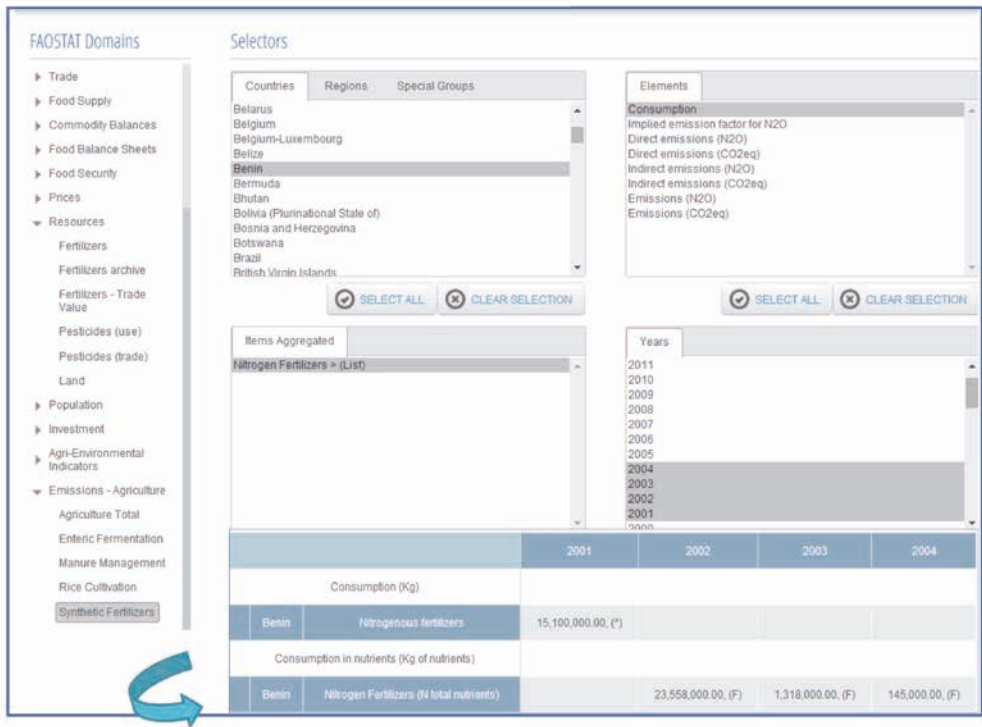 FAOSTAT Domains
Trade
Food Supply
Commodity Balances
Food Balance Sheets
Food Security
Prices
Resources
Fertilizers
Fertilizers archive
Fertilizers - Trade
Value
Pesticides (use)
Pesticides (trade)
Land
Population
Investment
Agri-Environmental
Indicators
Emissions - Agriculture
Agriculture Total
Enteric Fermentation
Manure Management
Rice Cultivation
Synthetic Fertilizers
Selectors
Countries Regions Special Groups
Belarus
Belgium
Belgium-Luxembourg
Belize
Benin
Bermuda
Bhutan
Bolivia (Plurinational State of)
Bosnia and Herzegovina
Botswana
Brazil
British Virgin Islands
SELECT ALL CLEAR SELECTION
Elements
Consumption
Implied emission factor for N2O
Direct emissions (N2O)
Direct emissions (CO2eq)
Indirect emissions (N2O)
Indirect emissions (CO2eq)
Emissions (N2O)
Emissions (CO2eq)
SELECT ALL CLEAR SELECTION
Items Aggregated
Nitrogen Fertilizers > (List)
Years
2011
2010
2009
2008
2007
2006
2005
2004
2003
2002
2001
2000
2001 2002 2003 2004
Consumption (Kg)
Benin Nitrogenous fertilizers 15,100,000.00, (*)
Consumption in nutrients (Kg of nutrients)
Benin Nitrogen Fertilizers (N total nutrients) 23,558,000.00, (F) 1,318,000.00, (F) 145,000.00, (F)